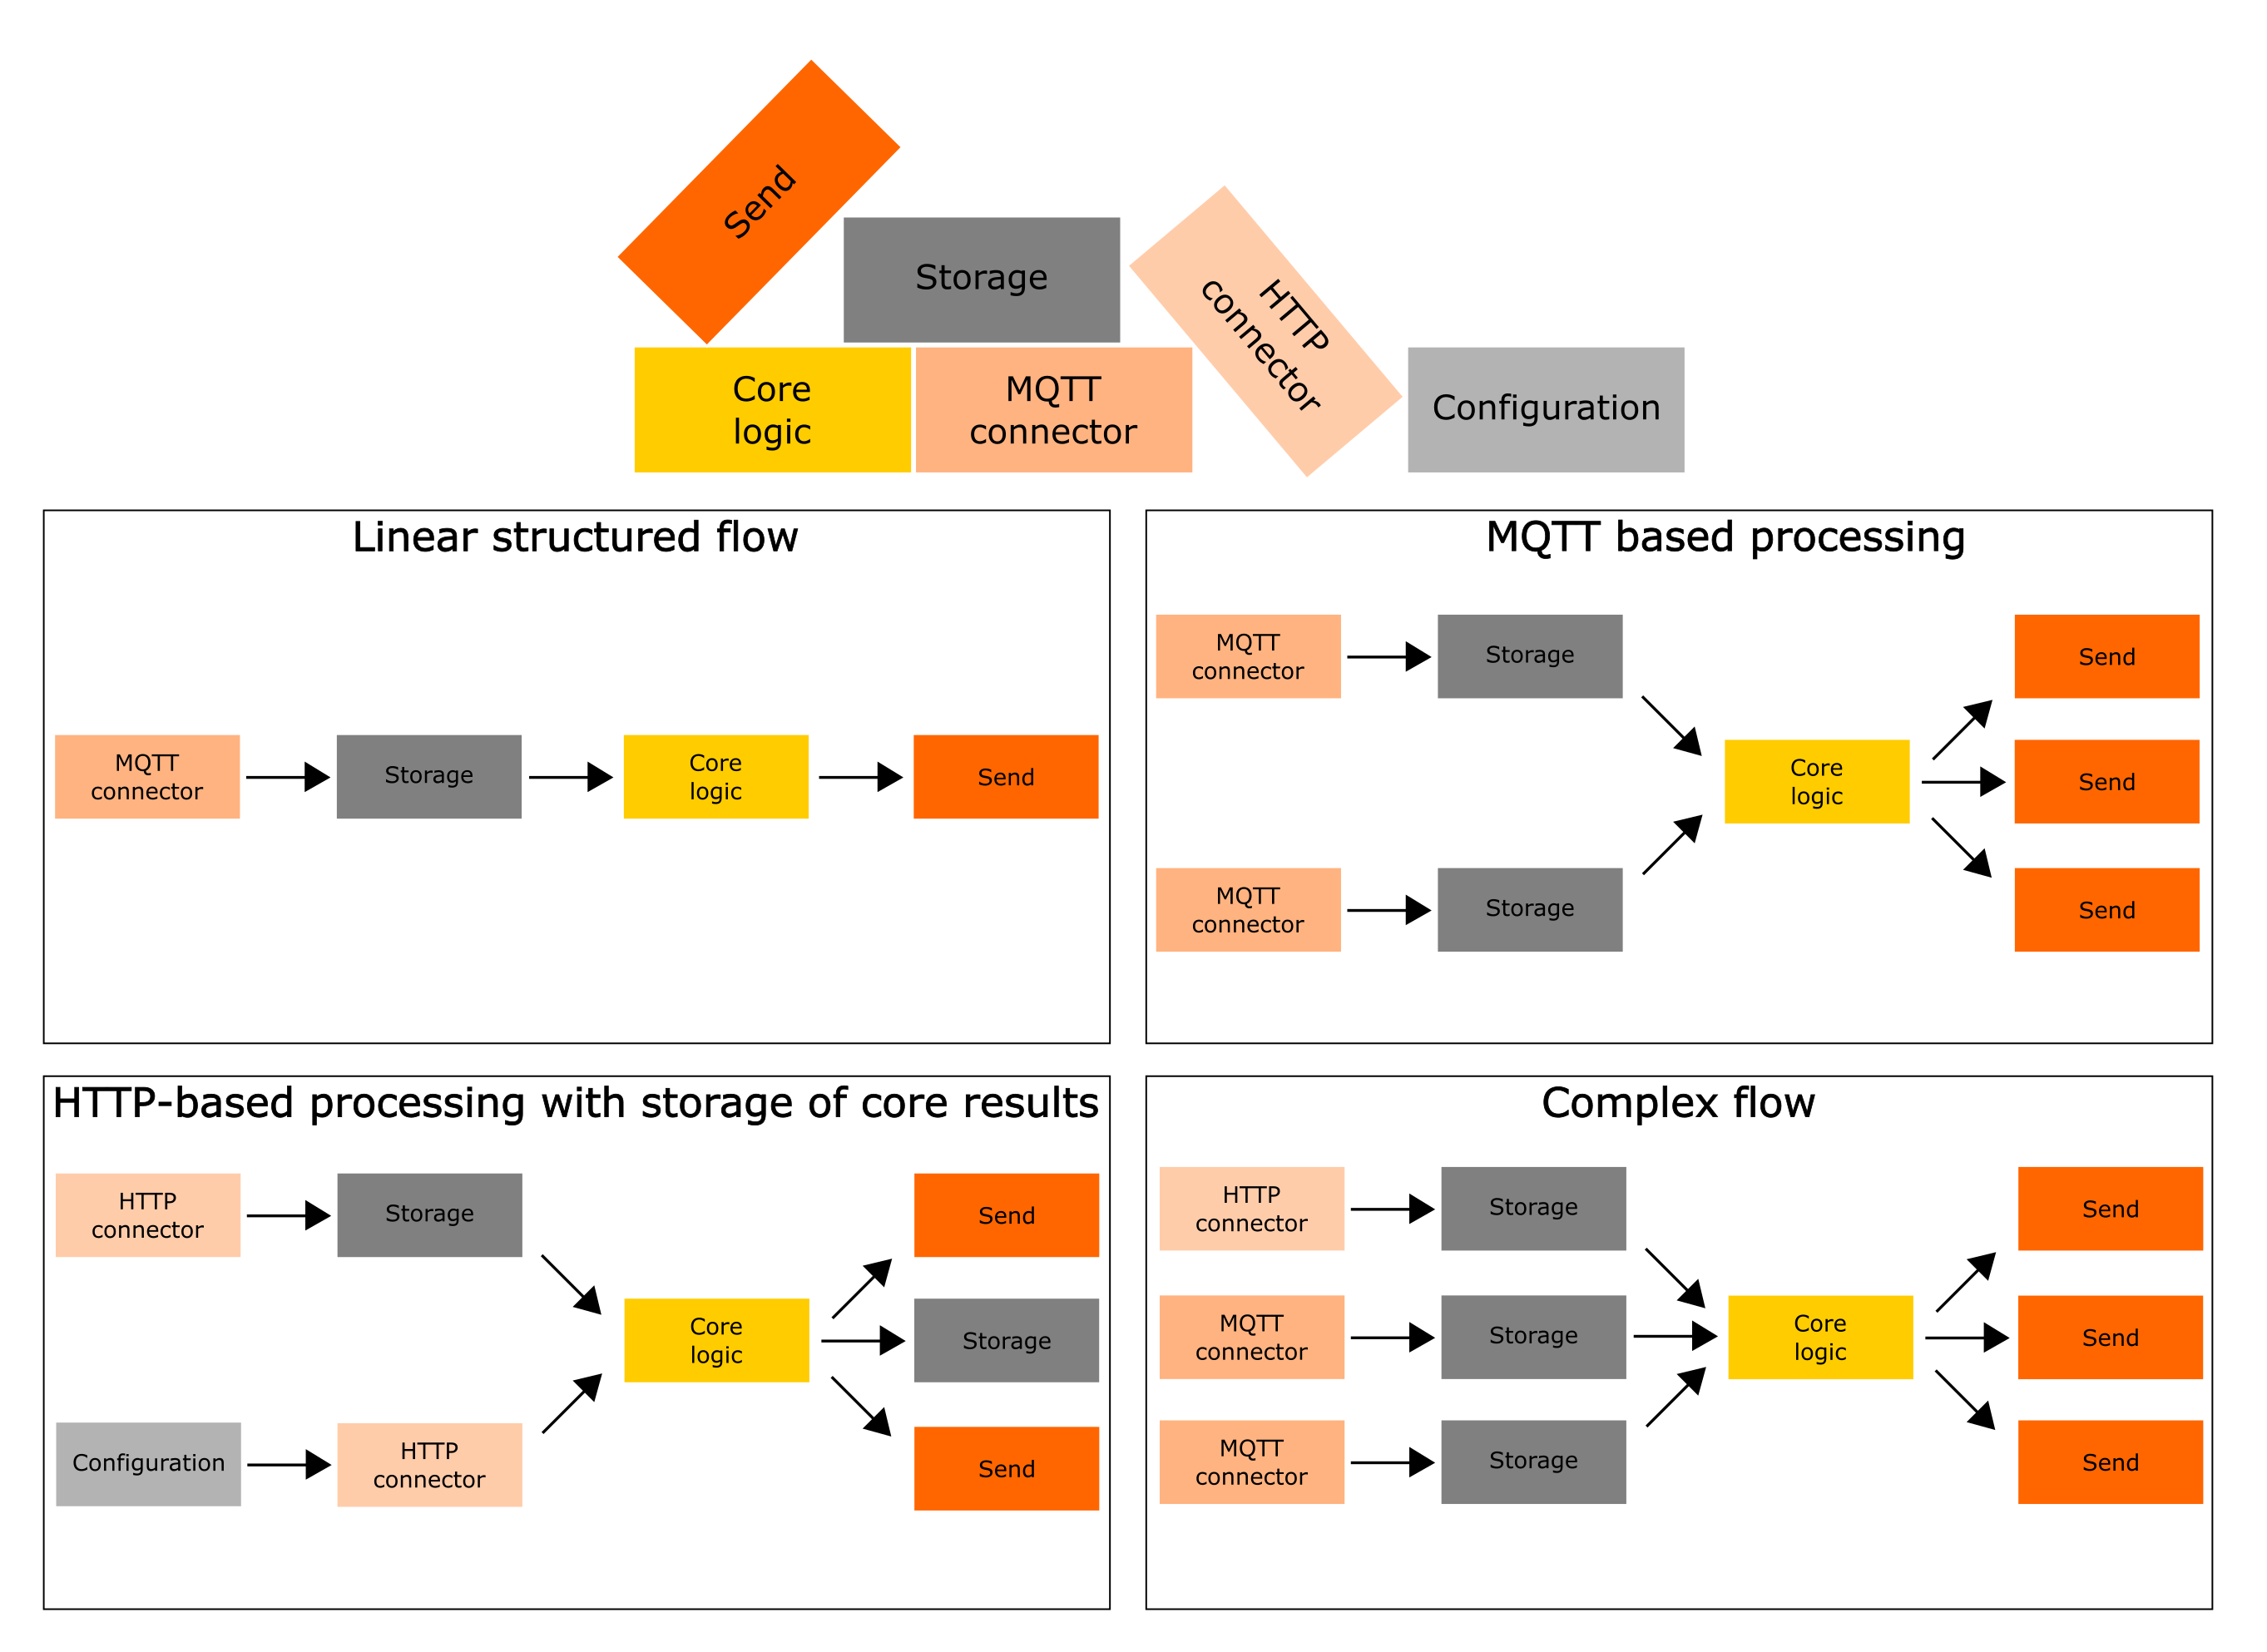 Send
Storage
HTTP
connector
Core
logic
MQTT
connector
Configuration
Linear structured flow
MQTT
connector
Storage
Core
logic
Send
MQTT based processing
MQTT
connector
Storage
Send
Core
logic
Send
MQTT
connector
Storage
Send
HTTP-based processing with storage of core results
HTTP
connector
Storage
Send
Core
logic
Storage
Configuration
HTTP
connector
Send
Complex flow
HTTP
connector
Storage
Send
MQTT
connector
Storage
Core
logic
Send
MQTT
connector
Storage
Send